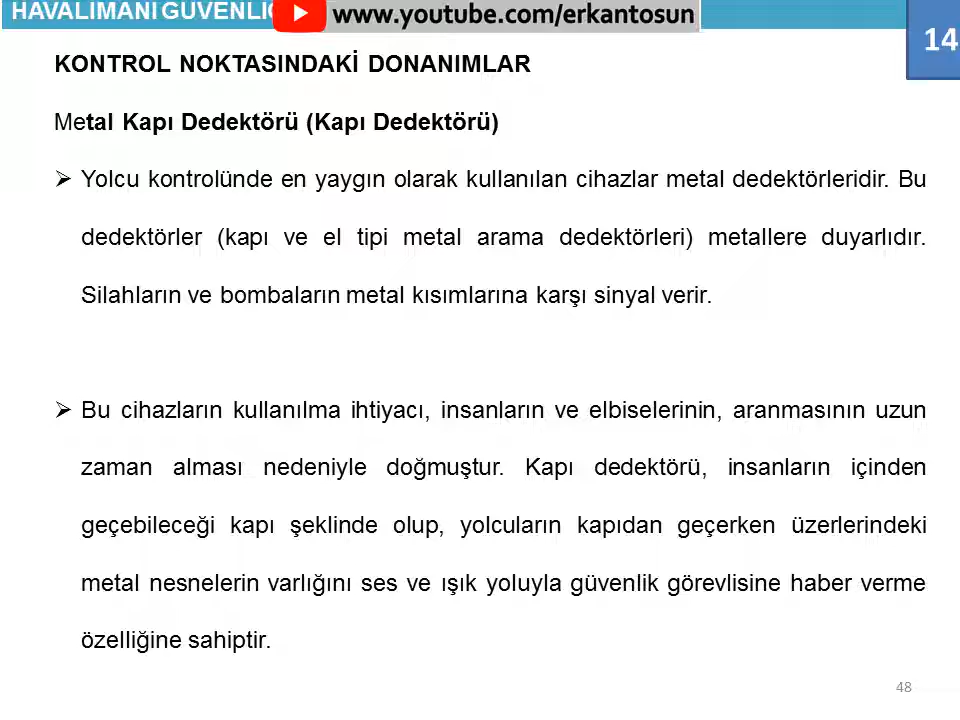 HAVALİMANI GÜVENLİĞ
www.youtube.com/erkantosun
14
KONTROL NOKTASINDAKİ DONANIMLAR
Metal Kapı Dedektörü (Kapı Dedektörü)
➢ Yolcu kontrolünde en yaygın olarak kullanılan cihazlar metal dedektörleridir. Bu
dedektörler (kapı ve el tipi metal arama dedektörleri) metallere duyarlıdır.
Silahların ve bombaların metal kısımlarına karşı sinyal verir.
➢ Bu cihazların kullanılma ihtiyacı, insanların ve elbiselerinin, aranmasının uzun
zaman alması nedeniyle doğmuştur. Kapı dedektörü, insanların içinden
geçebileceği kapı şeklinde olup, yolcuların kapıdan geçerken üzerlerindeki
metal nesnelerin varlığını ses ve ışık yoluyla güvenlik görevlisine haber verme
özelliğine sahiptir.
48